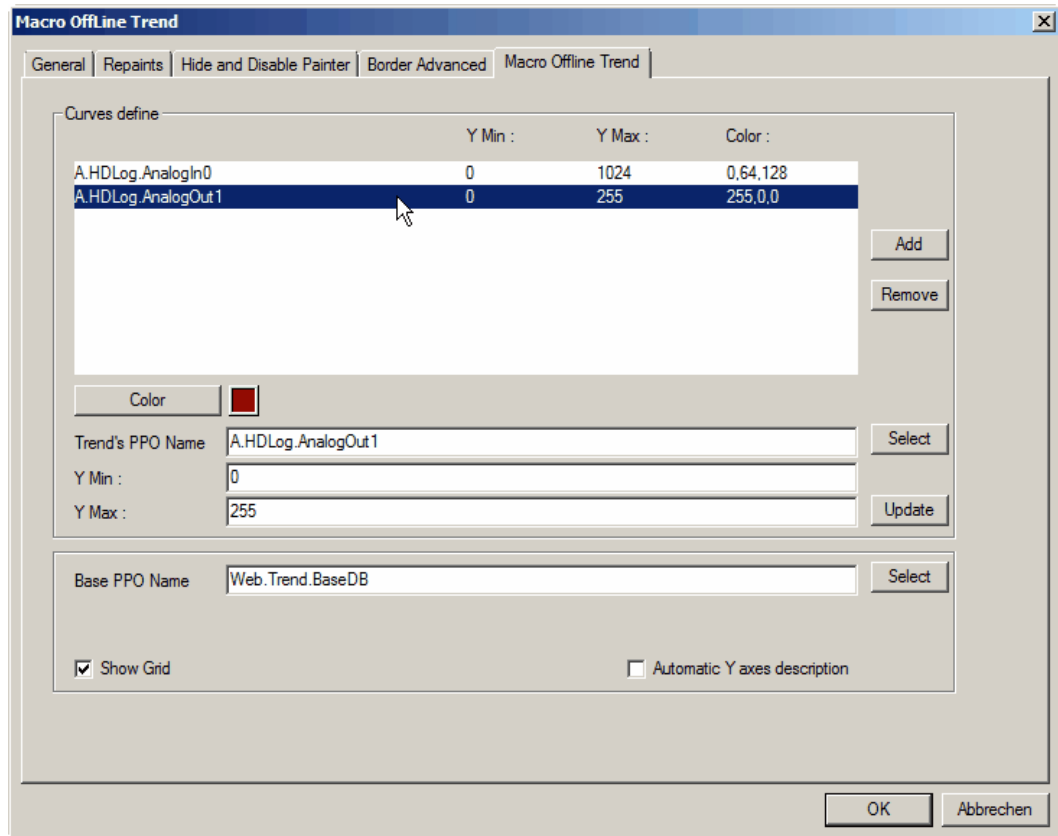 Macro OffLine Trend
General Repaints Hide and Disable Painter Border Advanced Macro Offline Trend
Curves define
Y Min : Y Max : Color :
A.HDLog.AnalogIn0 0 1024 0,64,128
A.HDLog.AnalogOut1 0 255 255,0,0
Add
Remove
Color
Trend's PPO Name A.HDLog.AnalogOut1 Select
Y Min : 0
Y Max : 255 Update
Base PPO Name Web.Trend.BaseDB Select
Show Grid Automatic Y axes description
OK Abbrechen